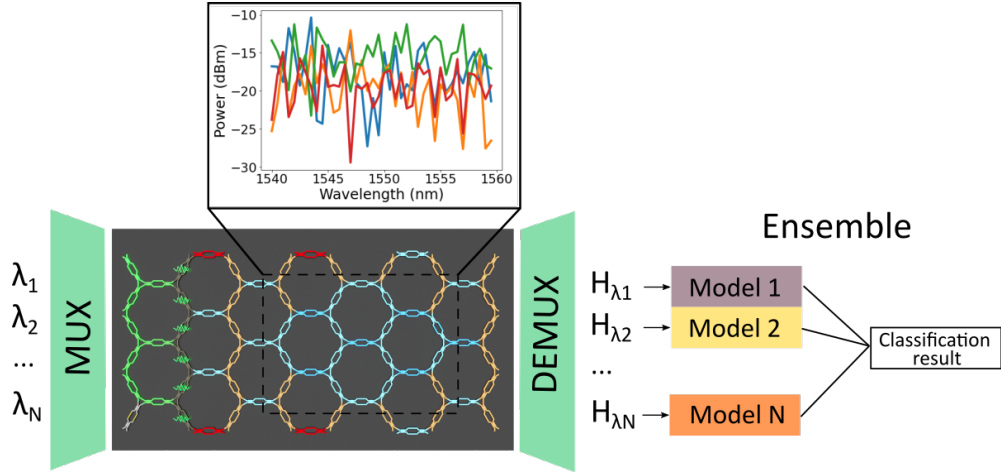 −10
−15
−20
−25
−30
Power (dBm)
1540
1545
1550
1555
1560
Wavelength (nm)
λ1
λ2
...
λN
MUX
DEMUX
Ensemble
Hλ1
Model 1
Hλ2
Model 2
...
HλN
Model N
Classification
result